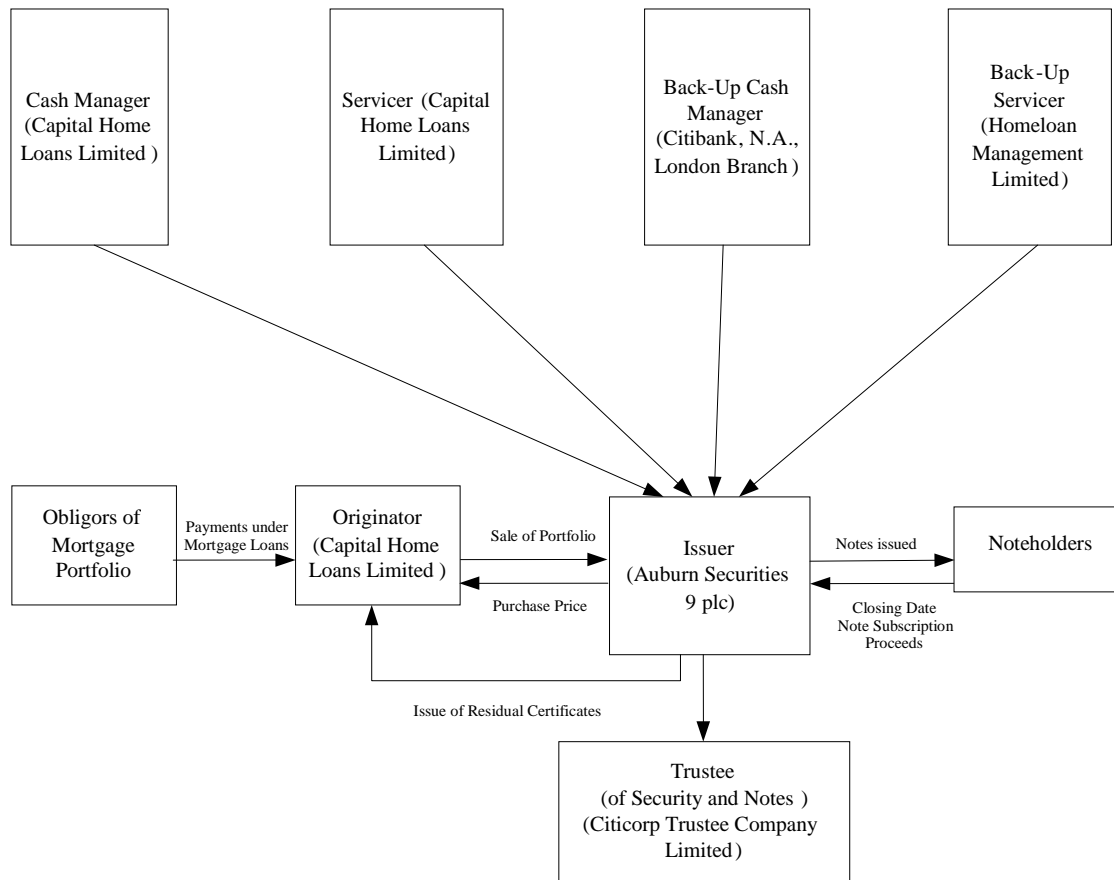 Cash Manager
(Capital Home
Loans Limited )
Servicer (Capital
Home Loans
Limited)
Back-Up Cash
Manager
(Citibank, N.A.,
London Branch )
Back-Up
Servicer
(Homeloan
Management
Limited)
Obligors of
Mortgage
Portfolio
Payments under
Mortgage Loans
Originator
(Capital Home
Loans Limited )
Sale of Portfolio
Purchase Price
Issuer
(Auburn Securities
9 plc)
Notes issued
Closing Date
Note Subscription
Proceeds
Noteholders
Issue of Residual Certificates
Trustee
(of Security and Notes )
(Citicorp Trustee Company
Limited)